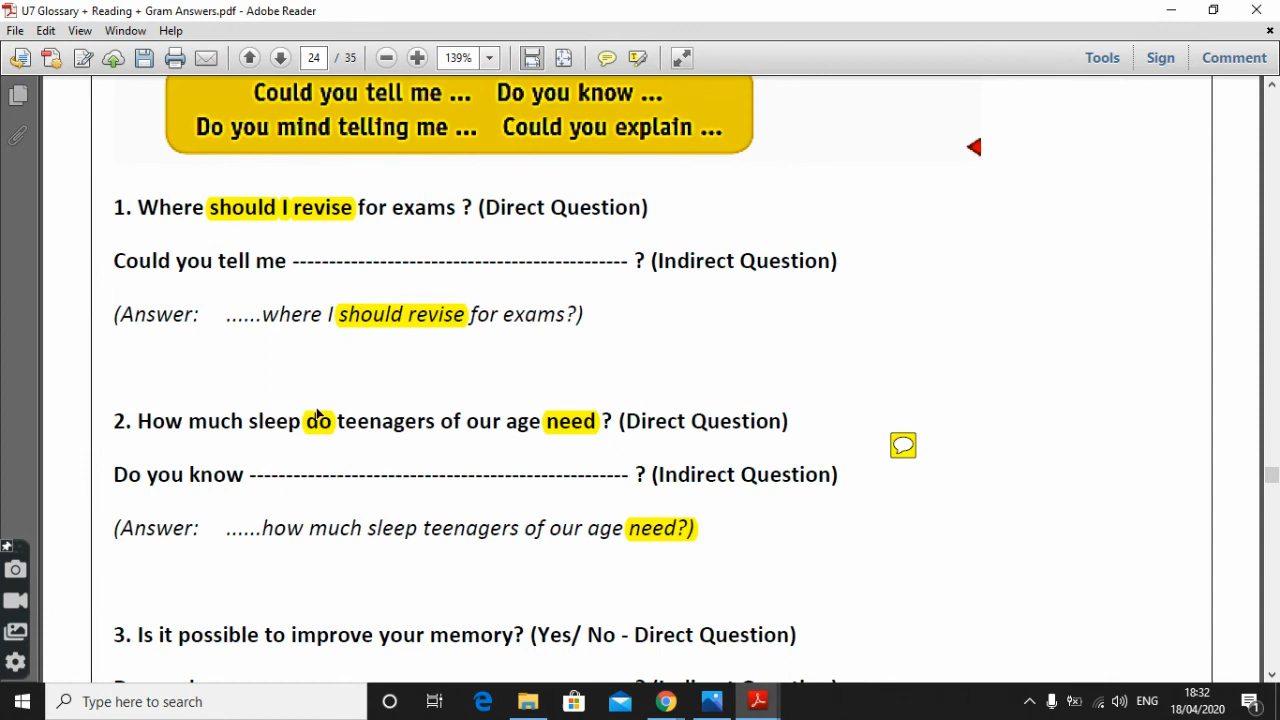 U7 Glossary + Reading + Gram Answers.pdf - Adobe Reader
File Edit View Window Help
24 / 35 139% Tools Sign Comment
Could you tell me ... Do you know ...
Do you mind telling me ... Could you explain ...
1. Where should I revise for exams ? (Direct Question)
Could you tell me ---------------------------------------------- ? (Indirect Question)
(Answer: ......where I should revise for exams?)
2. How much sleep do teenagers of our age need ? (Direct Question)
Do you know ---------------------------------------------------- ? (Indirect Question)
(Answer: ......how much sleep teenagers of our age need?)
3. Is it possible to improve your memory? (Yes/ No - Direct Question)
Type here to search
ENG
18:32
18/04/2020
1